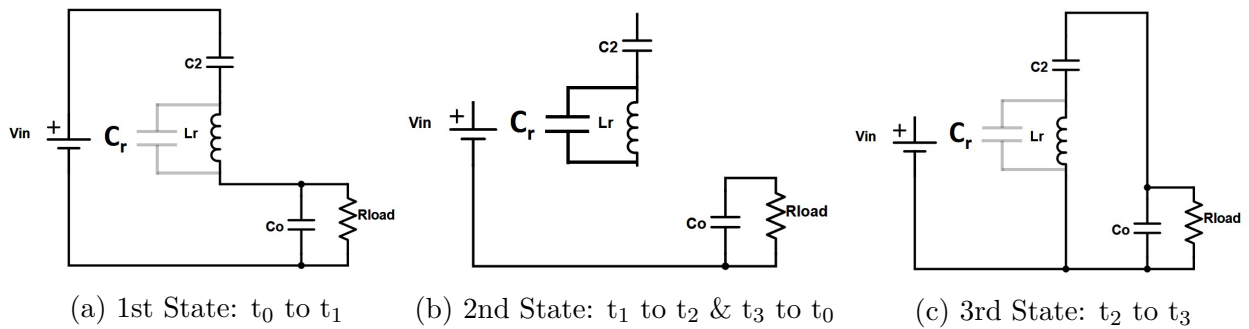 C2
Vin
+
Cr
Lr
Co
Rload
(a) 1st State: t0 to t1
C2
Vin
+
Cr
Lr
Co
Rload
(b) 2nd State: t1 to t2 & t3 to t0
C2
Vin
+
Cr
Lr
Co
Rload
(c) 3rd State: t2 to t3